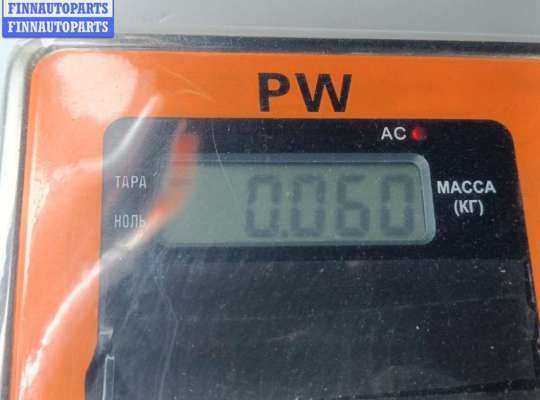 FINNAUTOPARTS
FINNAUTOPARTS
PW
AC
ТАРА
НОЛЬ
0.060
МАССА
(КГ)